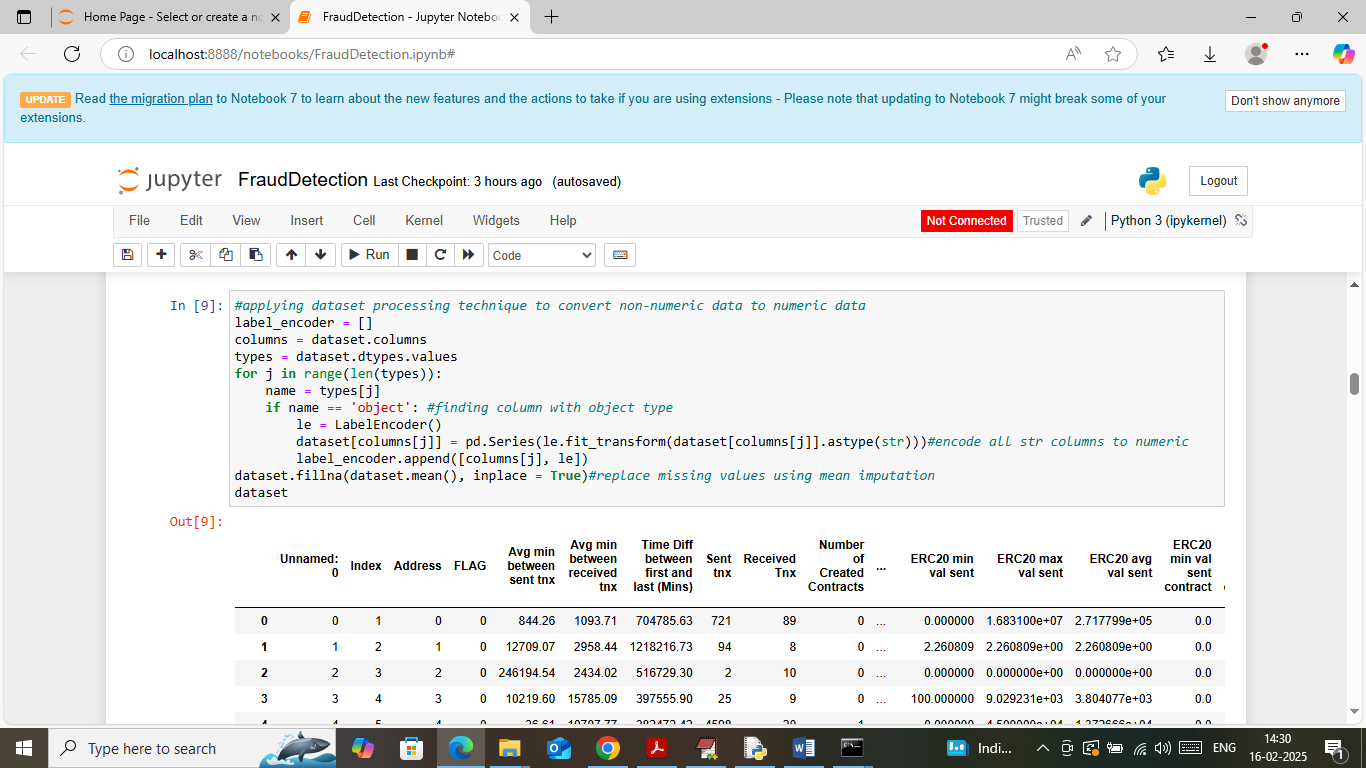 Home Page - Select or create a no
FraudDetection - Jupyter Noteboo
localhost:8888/notebooks/FraudDetection.ipynb#
UPDATE Read the migration plan to Notebook 7 to learn about the new features and the actions to take if you are using extensions - Please note that updating to Notebook 7 might break some of your
extensions.
Don't show anymore
jupyter FraudDetection Last Checkpoint: 3 hours ago (autosaved)
Logout
File Edit View Insert Cell Kernel Widgets Help
Not Connected Trusted Python 3 (ipykernel)
Run Code
In [9]: #applying dataset processing technique to convert non-numeric data to numeric data
label_encoder = []
columns = dataset.columns
types = dataset.dtypes.values
for j in range(len(types)):
name = types[j]
if name == 'object': #finding column with object type
le = LabelEncoder()
dataset[columns[j]] = pd.Series(le.fit_transform(dataset[columns[j]].astype(str)))#encode all str columns to numeric
label_encoder.append([columns[j], le])
dataset.fillna(dataset.mean(), inplace = True)#replace missing values using mean imputation
dataset
Out[9]:
Unnamed: 0 Index Address FLAG Avg min between sent tnx Avg min between received tnx Time Diff between first and last (Mins) Sent tnx Received Tnx Number of Created Contracts ... ERC20 min val sent ERC20 max val sent ERC20 avg val sent ERC20 min val sent contract
0 0 1 0 0 844.26 1093.71 704785.63 721 89 0 ... 0.000000 1.683100e+07 2.717799e+05 0.0
1 1 2 1 0 12709.07 2958.44 1218216.73 94 8 0 ... 2.260809 2.260809e+00 2.260809e+00 0.0
2 2 3 2 0 246194.54 2434.02 516729.30 2 10 0 ... 0.000000 0.000000e+00 0.000000e+00 0.0
3 3 4 3 0 10219.60 15785.09 397555.90 25 9 0 ... 100.000000 9.029231e+03 3.804077e+03 0.0
Type here to search
Indi...
ENG
14:30
16-02-2025
1